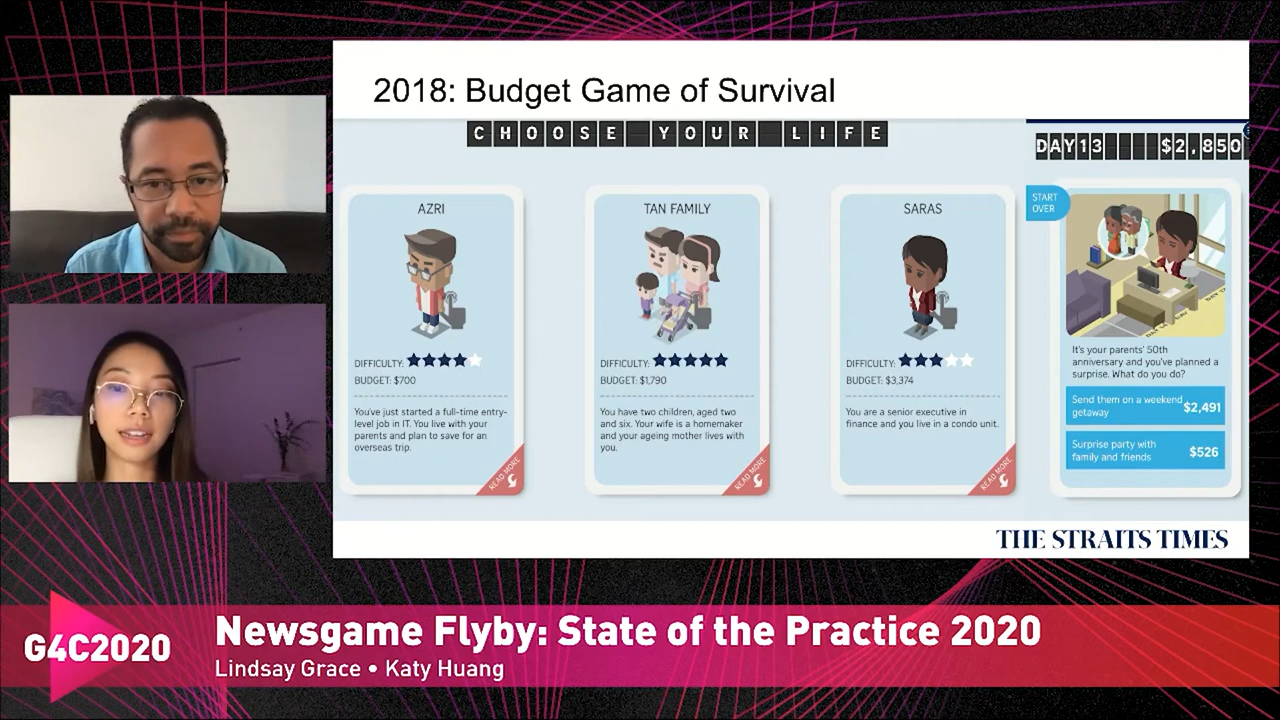 2018: Budget Game of Survival
CHOOSE YOUR LIFE
DAY13 $2,850
AZRI
DIFFICULTY:
BUDGET: $700
You've just started a full-time entry-
level job in IT. You live with your
parents and plan to save for an
overseas trip.
READ MORE
TAN FAMILY
DIFFICULTY:
BUDGET: $1,790
You have two children, aged two
and six. Your wife is a homemaker
and your ageing mother lives with
you.
READ MORE
SARAS
DIFFICULTY:
BUDGET: $3,374
You are a senior executive in
finance and you live in a condo unit.
READ MORE
START
OVER
It's your parents' 50th
anniversary and you've planned a
surprise. What do you do?
Send them on a weekend
getaway $2,491
Surprise party with
family and friends $526
THE STRAITS TIMES
G4C2020
Newsgame Flyby: State of the Practice 2020
Lindsay Grace • Katy Huang